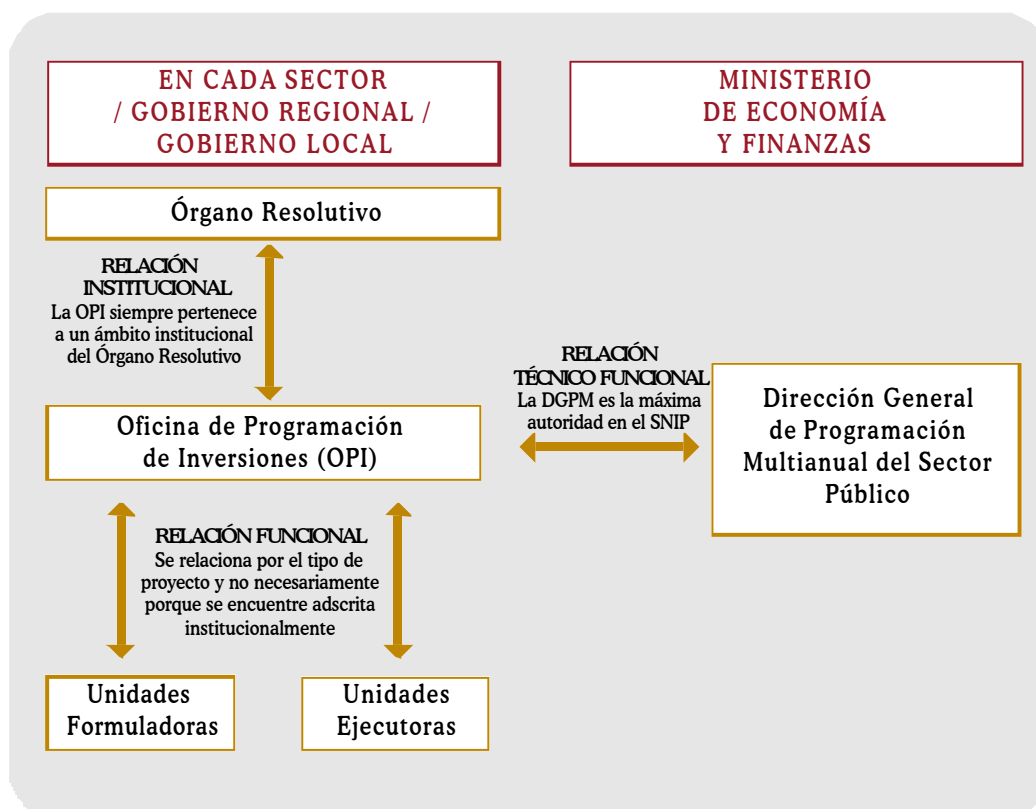 EN CADA SECTOR
/ GOBIERNO REGIONAL /
GOBIERNO LOCAL
MINISTERIO
DE ECONOMÍA
Y FINANZAS
Órgano Resolutivo
RELACIÓN
INSTITUCIONAL
La OPI siempre pertenece
a un ámbito institucional
del Órgano Resolutivo
Oficina de Programación
de Inversiones (OPI)
RELACIÓN
TÉCNICO FUNCIONAL
La DGPM es la máxima
autoridad en el SNIP
Dirección General
de Programación
Multianual del Sector
Público
RELACIÓN FUNCIONAL
Se relaciona por el tipo de
proyecto y no necesariamente
porque se encuentre adscrita
institucionalmente
Unidades
Formuladoras
Unidades
Ejecutoras